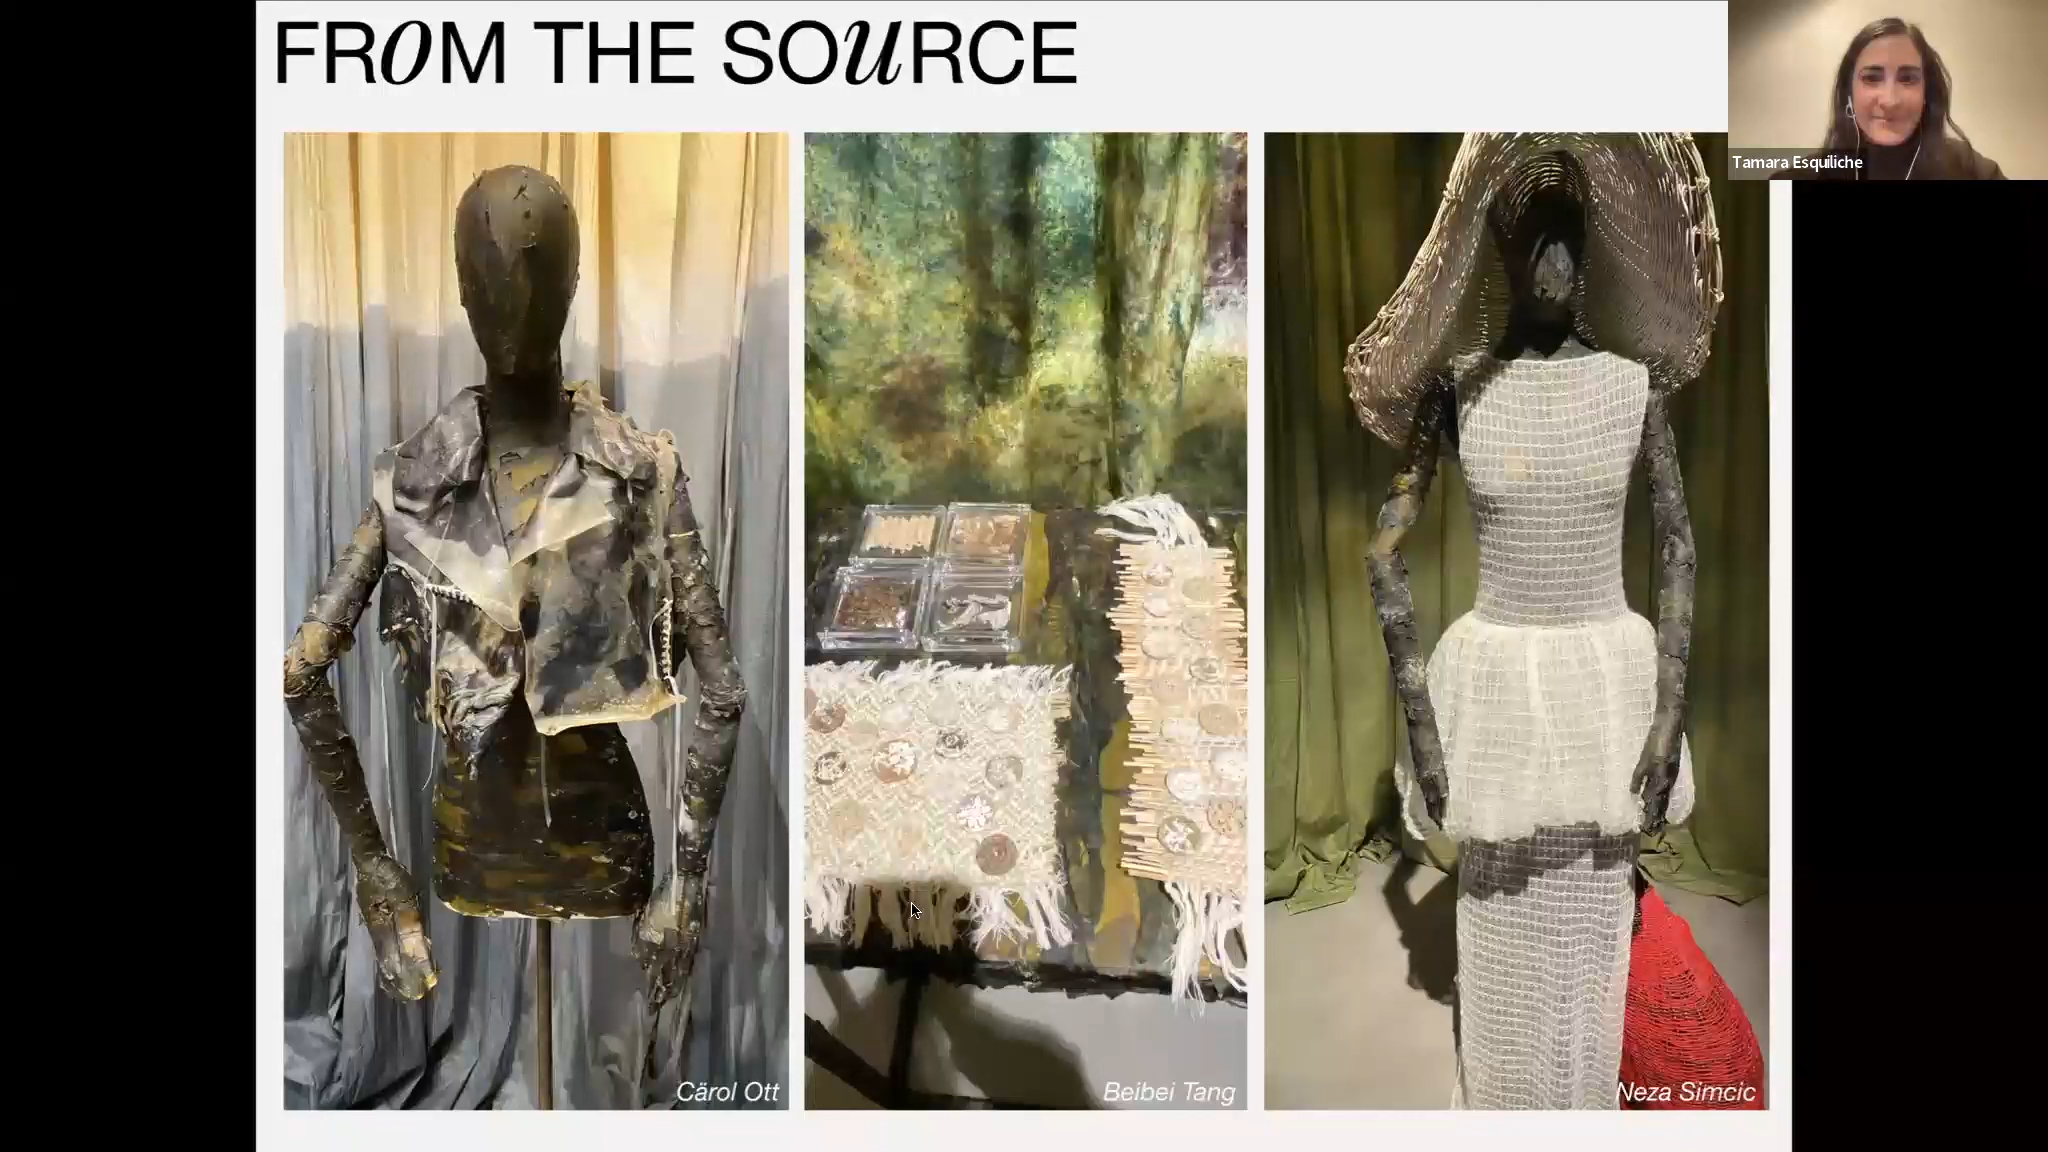 FROM THE SOURCE
Tamara Esquiliche
Cärol Ott
Beibei Tang
Neza Simcic